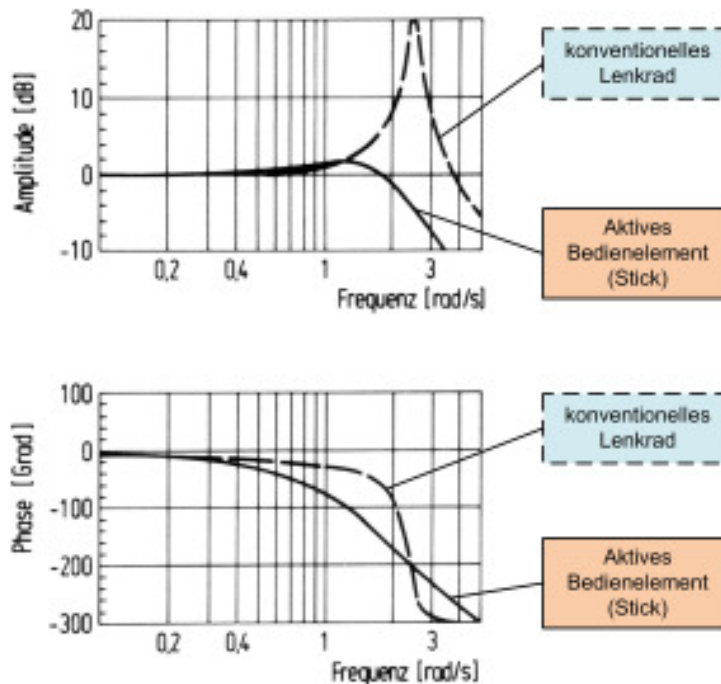 20
10
0
-10
Amplitude [dB]
0,2 0,4 1 3
Frequenz [rad/s]
konventionelles
Lenkrad
Aktives
Bedienelement
(Stick)
100
0
-100
-200
-300
Phase [Grad]
0,2 0,4 1 3
Frequenz [rad/s]
konventionelles
Lenkrad
Aktives
Bedienelement
(Stick)